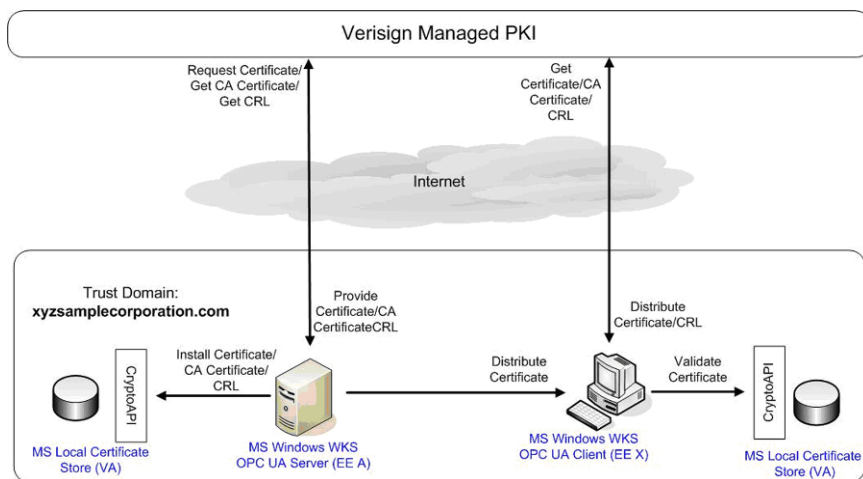 Verisign Managed PKI
Request Certificate/
Get CA Certificate/
Get CRL
Get
Certificate/CA
Certificate/
CRL
Internet
Trust Domain:
xyzsamplecorporation.com
Provide
Certificate/CA
CertificateCRL
Distribute
Certificate/CRL
Install Certificate/
CA Certificate/
CRL
Distribute
Certificate
Validate
Certificate
CryptoAPI
CryptoAPI
MS Local Certificate
Store (VA)
MS Windows WKS
OPC UA Server (EE A)
MS Windows WKS
OPC UA Client (EE X)
MS Local Certificate
Store (VA)